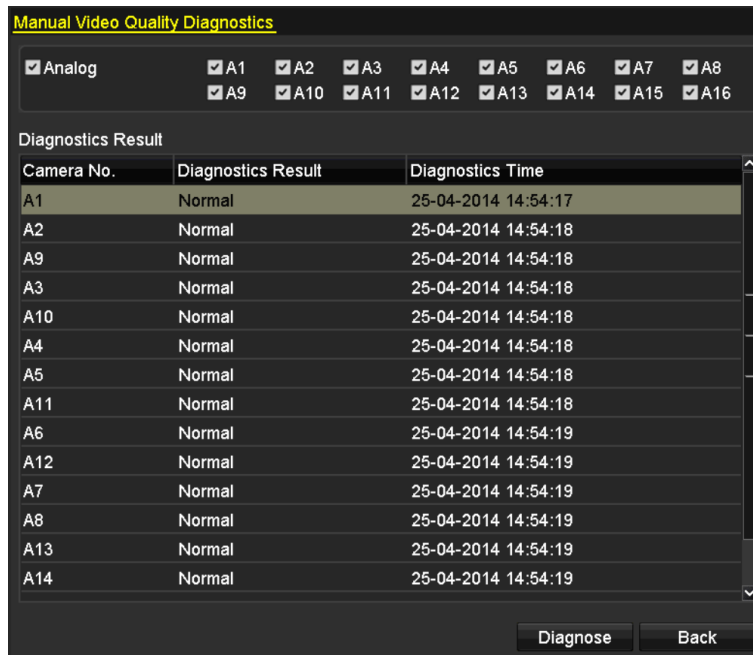 Manual Video Quality Diagnostics
Analog A1 A2 A3 A4 A5 A6 A7 A8
A9 A10 A11 A12 A13 A14 A15 A16
Diagnostics Result
Camera No. Diagnostics Result Diagnostics Time
A1 Normal 25-04-2014 14:54:17
A2 Normal 25-04-2014 14:54:18
A9 Normal 25-04-2014 14:54:18
A3 Normal 25-04-2014 14:54:18
A10 Normal 25-04-2014 14:54:18
A4 Normal 25-04-2014 14:54:18
A5 Normal 25-04-2014 14:54:18
A11 Normal 25-04-2014 14:54:18
A6 Normal 25-04-2014 14:54:19
A12 Normal 25-04-2014 14:54:19
A7 Normal 25-04-2014 14:54:19
A8 Normal 25-04-2014 14:54:19
A13 Normal 25-04-2014 14:54:19
A14 Normal 25-04-2014 14:54:19
Diagnose Back